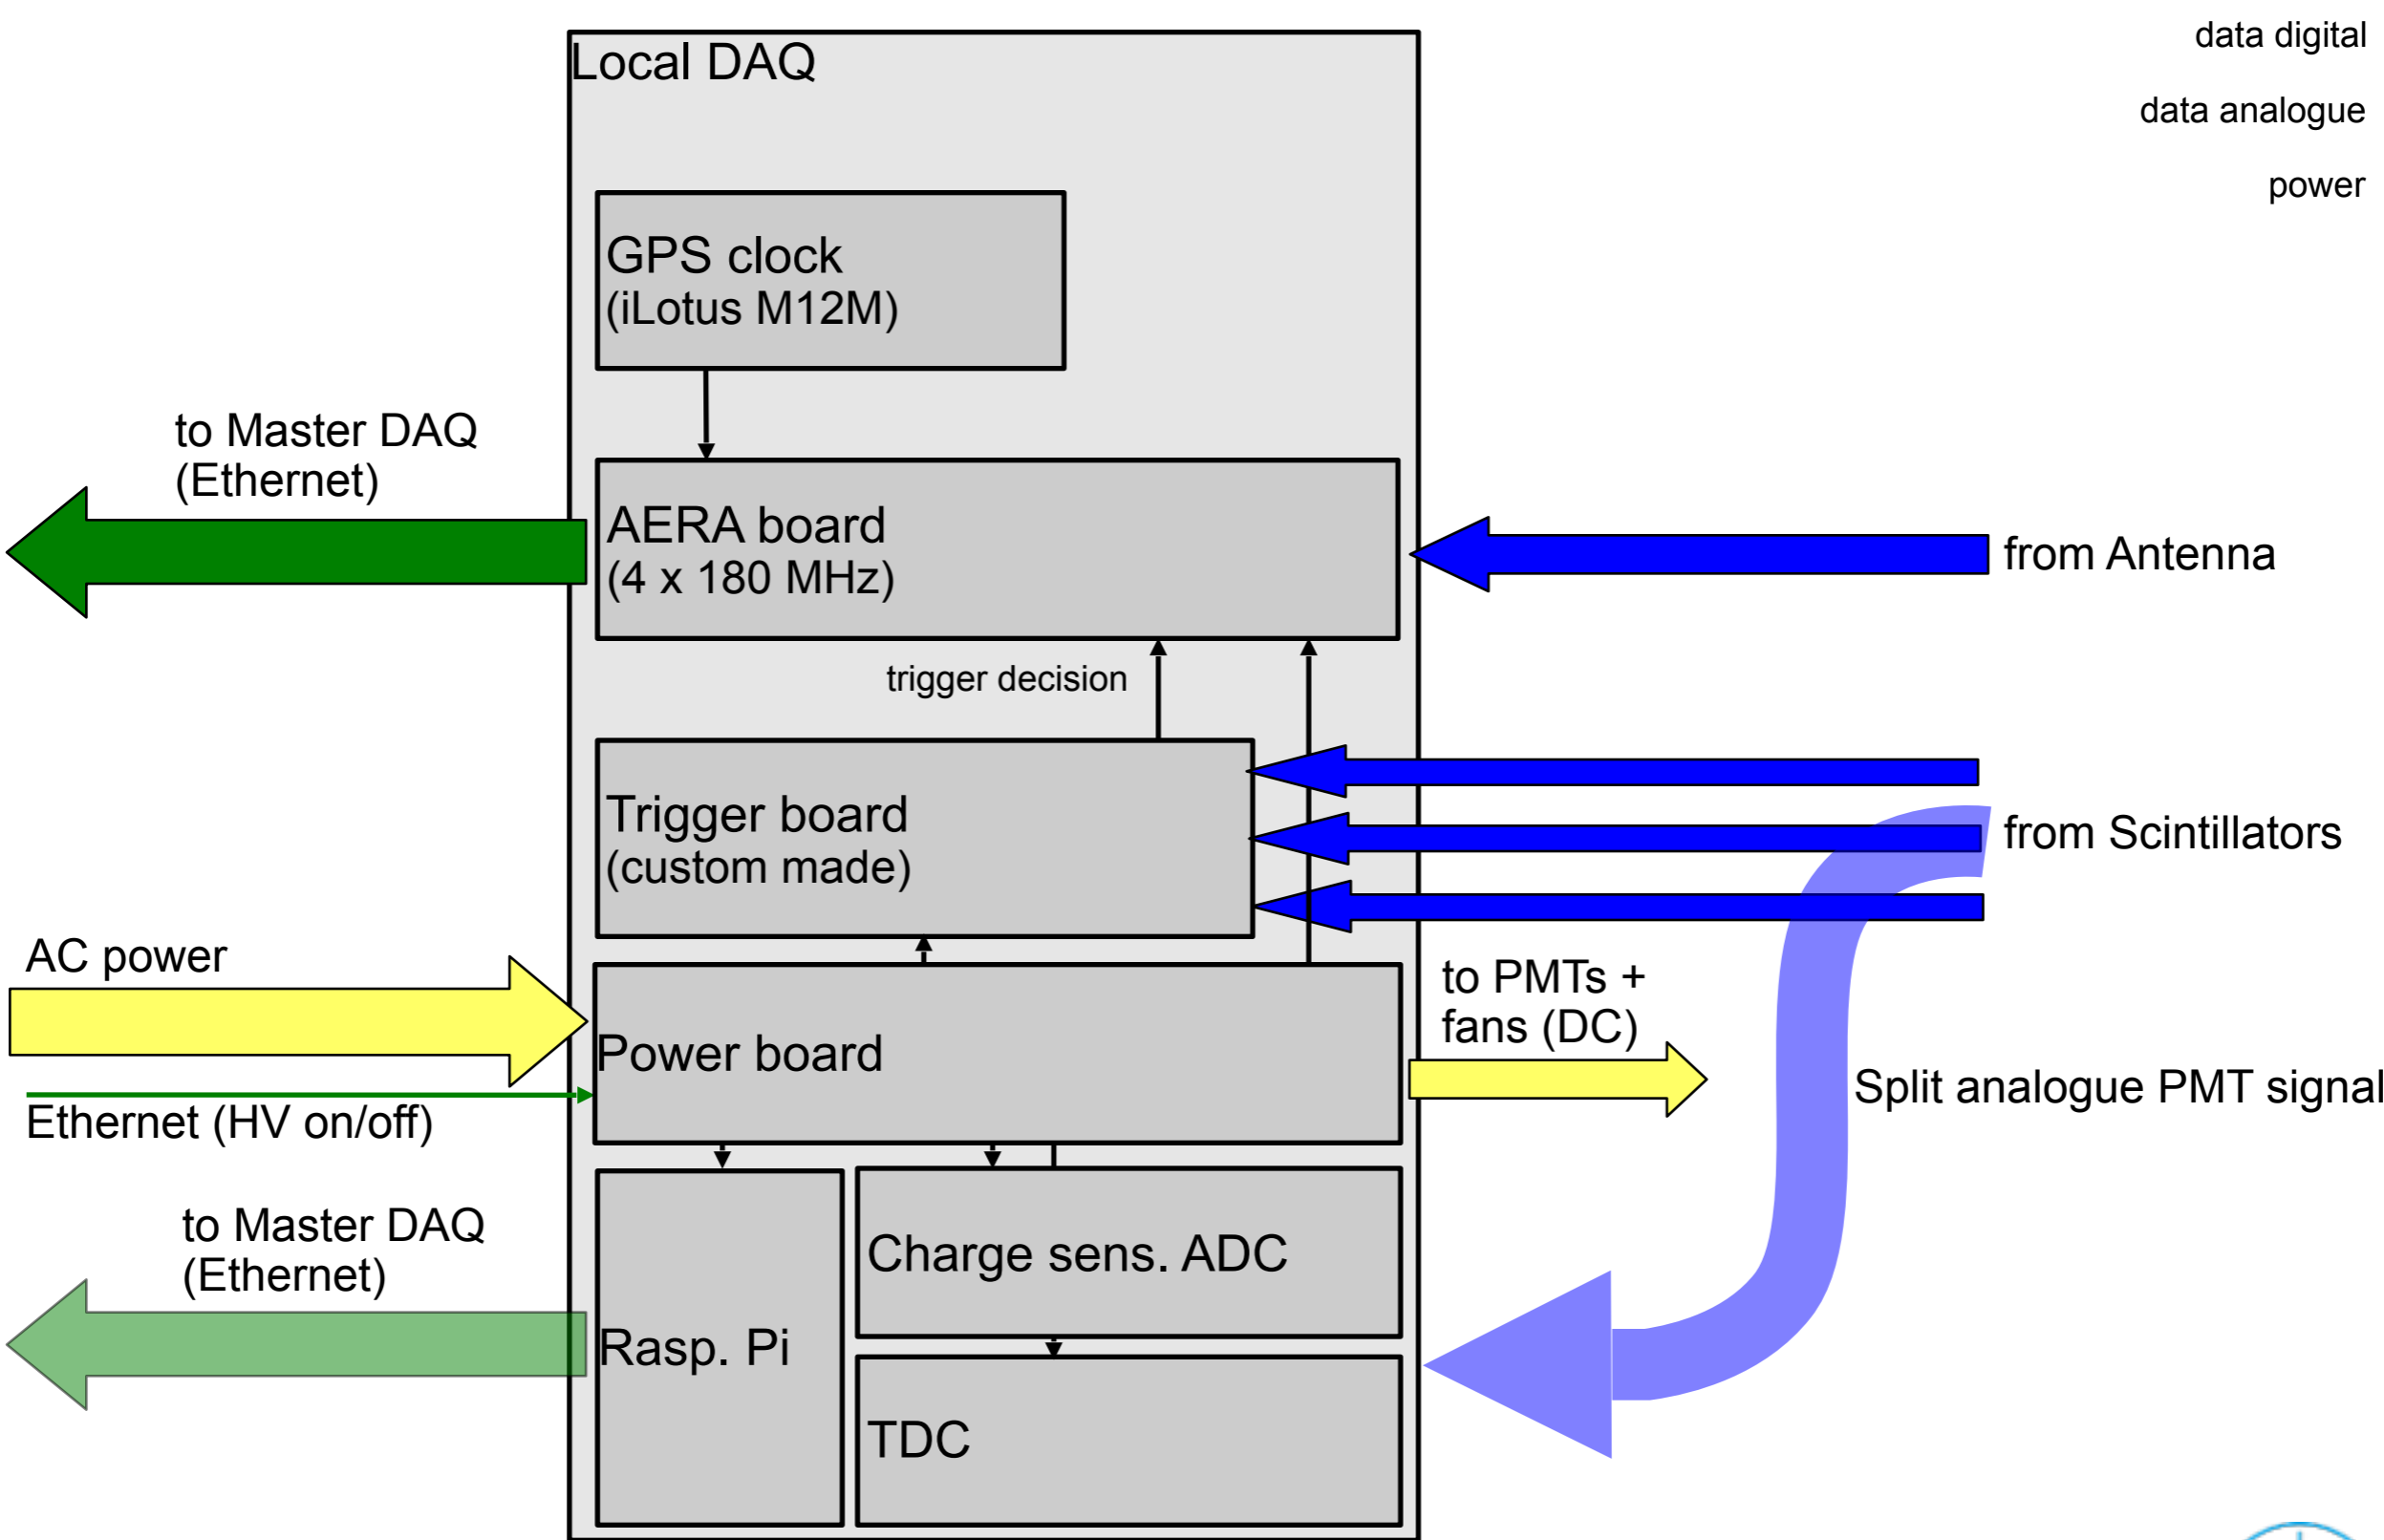 data digital
data analogue
power
Local DAQ
GPS clock
(iLotus M12M)
to Master DAQ
(Ethernet)
AERA board
(4 x 180 MHz)
from Antenna
trigger decision
Trigger board
(custom made)
from Scintillators
AC power
to PMTs +
fans (DC)
Power board
Ethernet (HV on/off)
Split analogue PMT signal
to Master DAQ
(Ethernet)
Charge sens. ADC
Rasp. Pi
TDC